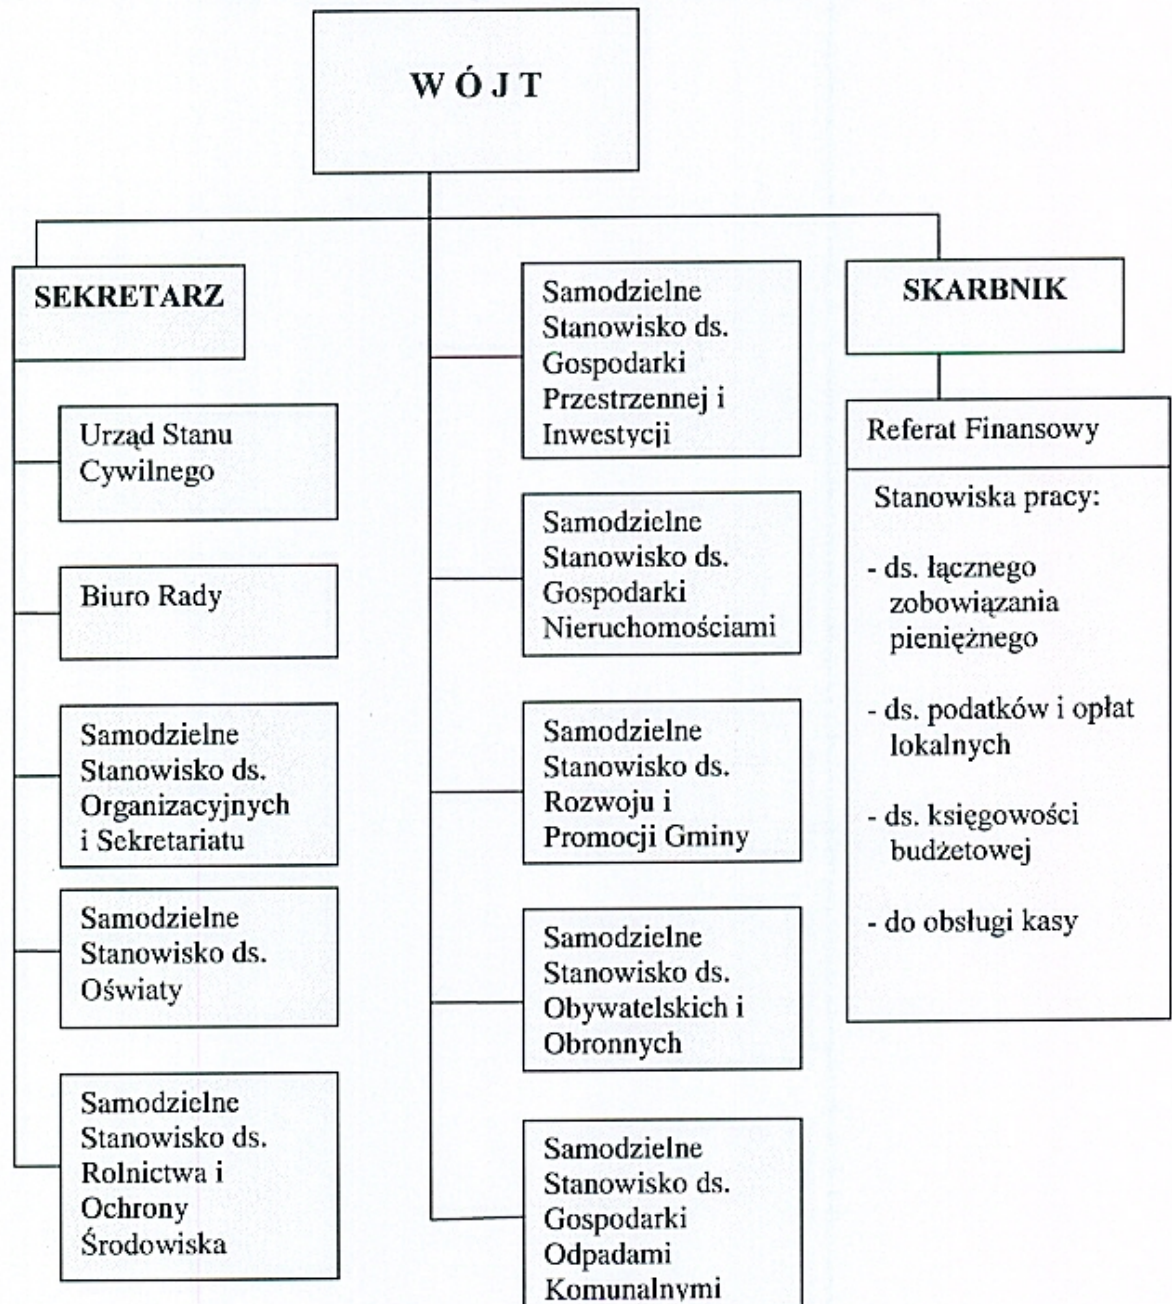 W Ó J T
SEKRETARZ
Urząd Stanu
Cywilnego
Biuro Rady
Samodzielne
Stanowisko ds.
Organizacyjnych
i Sekretariatu
Samodzielne
Stanowisko ds.
Oświaty
Samodzielne
Stanowisko ds.
Rolnictwa i
Ochrony
Środowiska
Samodzielne
Stanowisko ds.
Gospodarki
Przestrzennej i
Inwestycji
Samodzielne
Stanowisko ds.
Gospodarki
Nieruchomościami
Samodzielne
Stanowisko ds.
Rozwoju i
Promocji Gminy
Samodzielne
Stanowisko ds.
Obywatelskich i
Obronnych
Samodzielne
Stanowisko ds.
Gospodarki
Odpadami
Komunalnymi
SKARBNIK
Referat Finansowy
Stanowiska pracy:
- ds. łącznego
zobowiązania
pieniężnego
- ds. podatków i opłat
lokalnych
- ds. księgowości
budżetowej
- do obsługi kasy